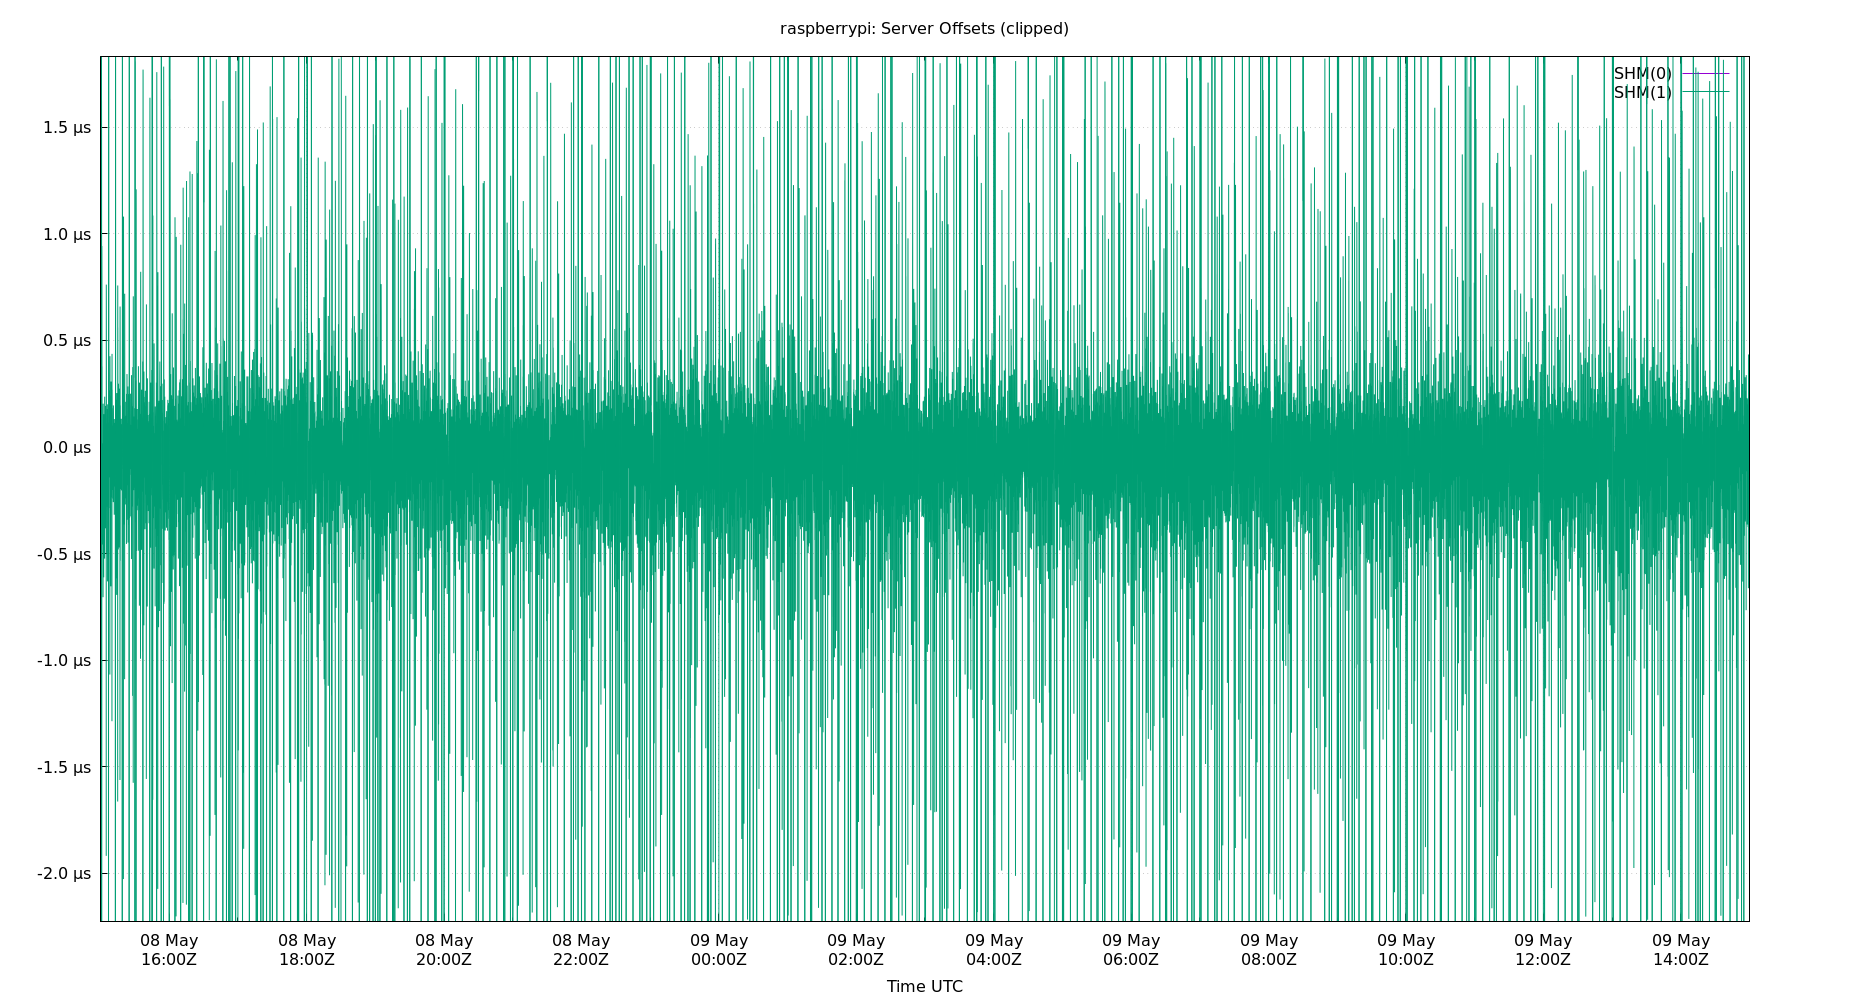 raspberrypi: Server Offsets (clipped)
SHM(0)
SHM(1)
1.5 µs
1.0 µs
0.5 µs
0.0 µs
-0.5 µs
-1.0 µs
-1.5 µs
-2.0 µs
08 May 08 May 08 May 08 May 09 May 09 May 09 May 09 May 09 May 09 May 09 May 09 May
16:00Z 18:00Z 20:00Z 22:00Z 00:00Z 02:00Z 04:00Z 06:00Z 08:00Z 10:00Z 12:00Z 14:00Z
Time UTC